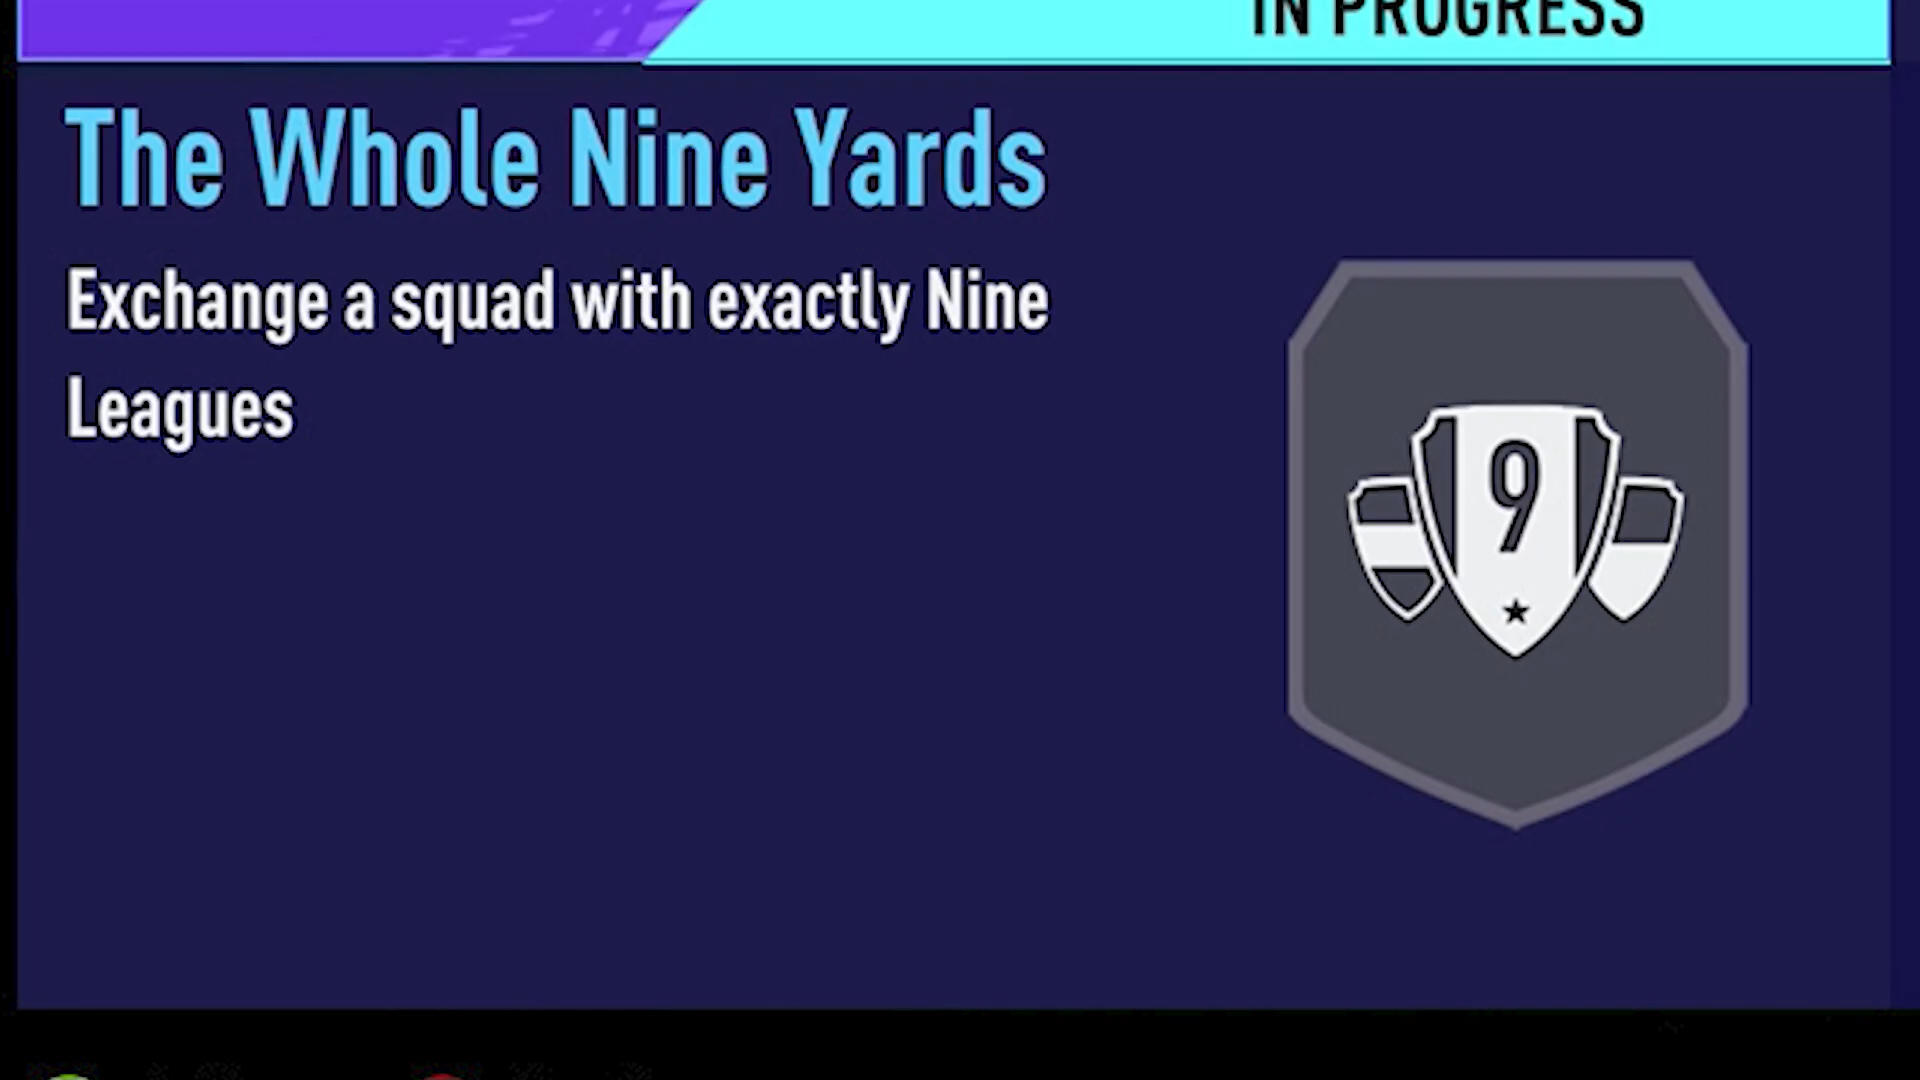 IN PROGRESS
The Whole Nine Yards
Exchange a squad with exactly Nine
Leagues
9